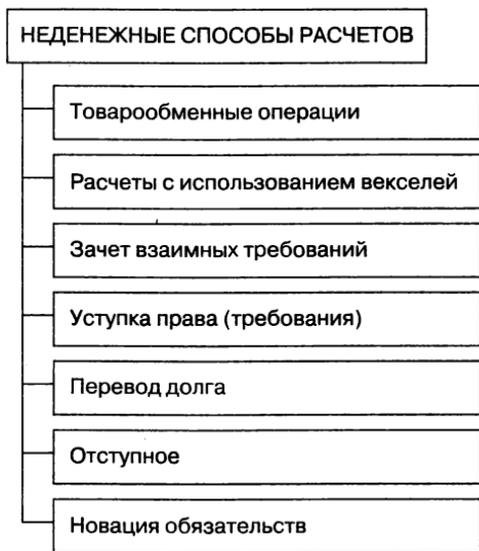 НЕДЕНЕЖНЫЕ СПОСОБЫ РАСЧЕТОВ
Товарообменные операции
Расчеты с использованием векселей
Зачет взаимных требований
Уступка права (требования)
Перевод долга
Отступное
Новация обязательств